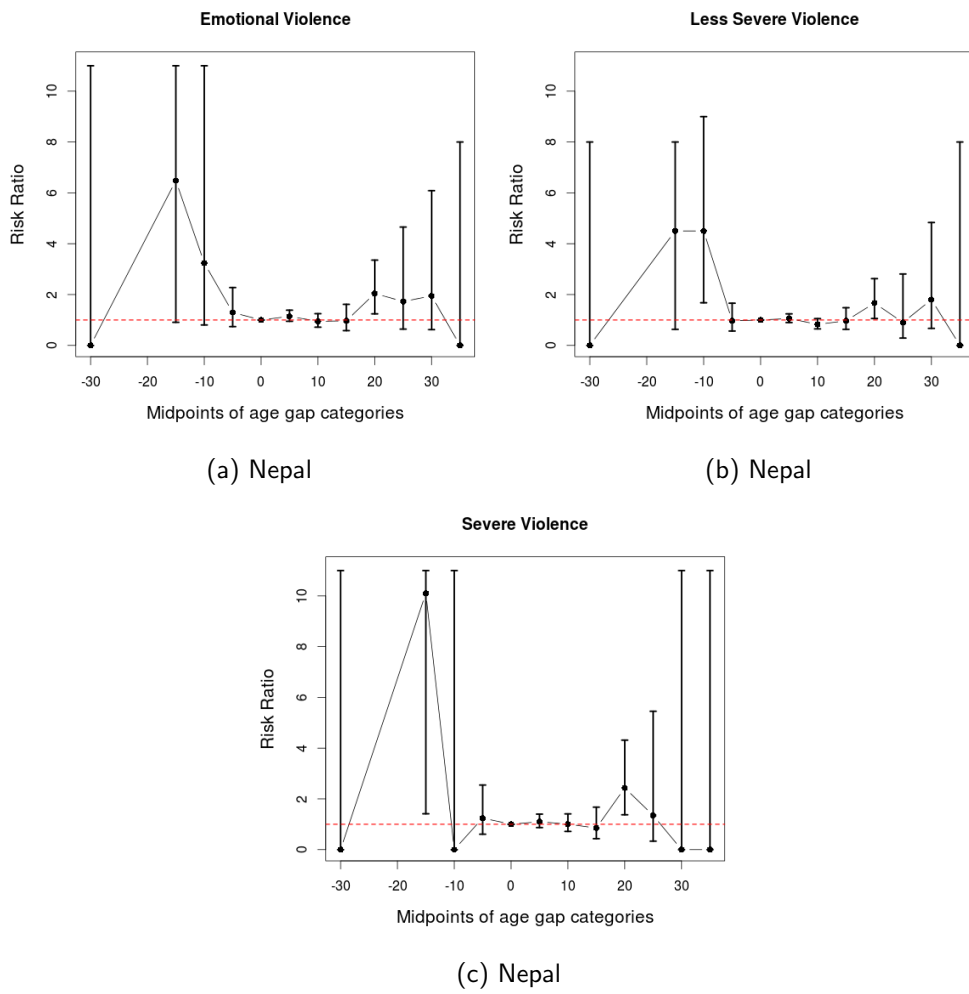 Emotional Violence
Risk Ratio
0 2 4 6 8 10
-30 -20 -10 0 10 20 30
Midpoints of age gap categories
(a) Nepal
Less Severe Violence
Risk Ratio
0 2 4 6 8 10
-30 -20 -10 0 10 20 30
Midpoints of age gap categories
(b) Nepal
Severe Violence
Risk Ratio
0 2 4 6 8 10
-30 -20 -10 0 10 20 30
Midpoints of age gap categories
(c) Nepal